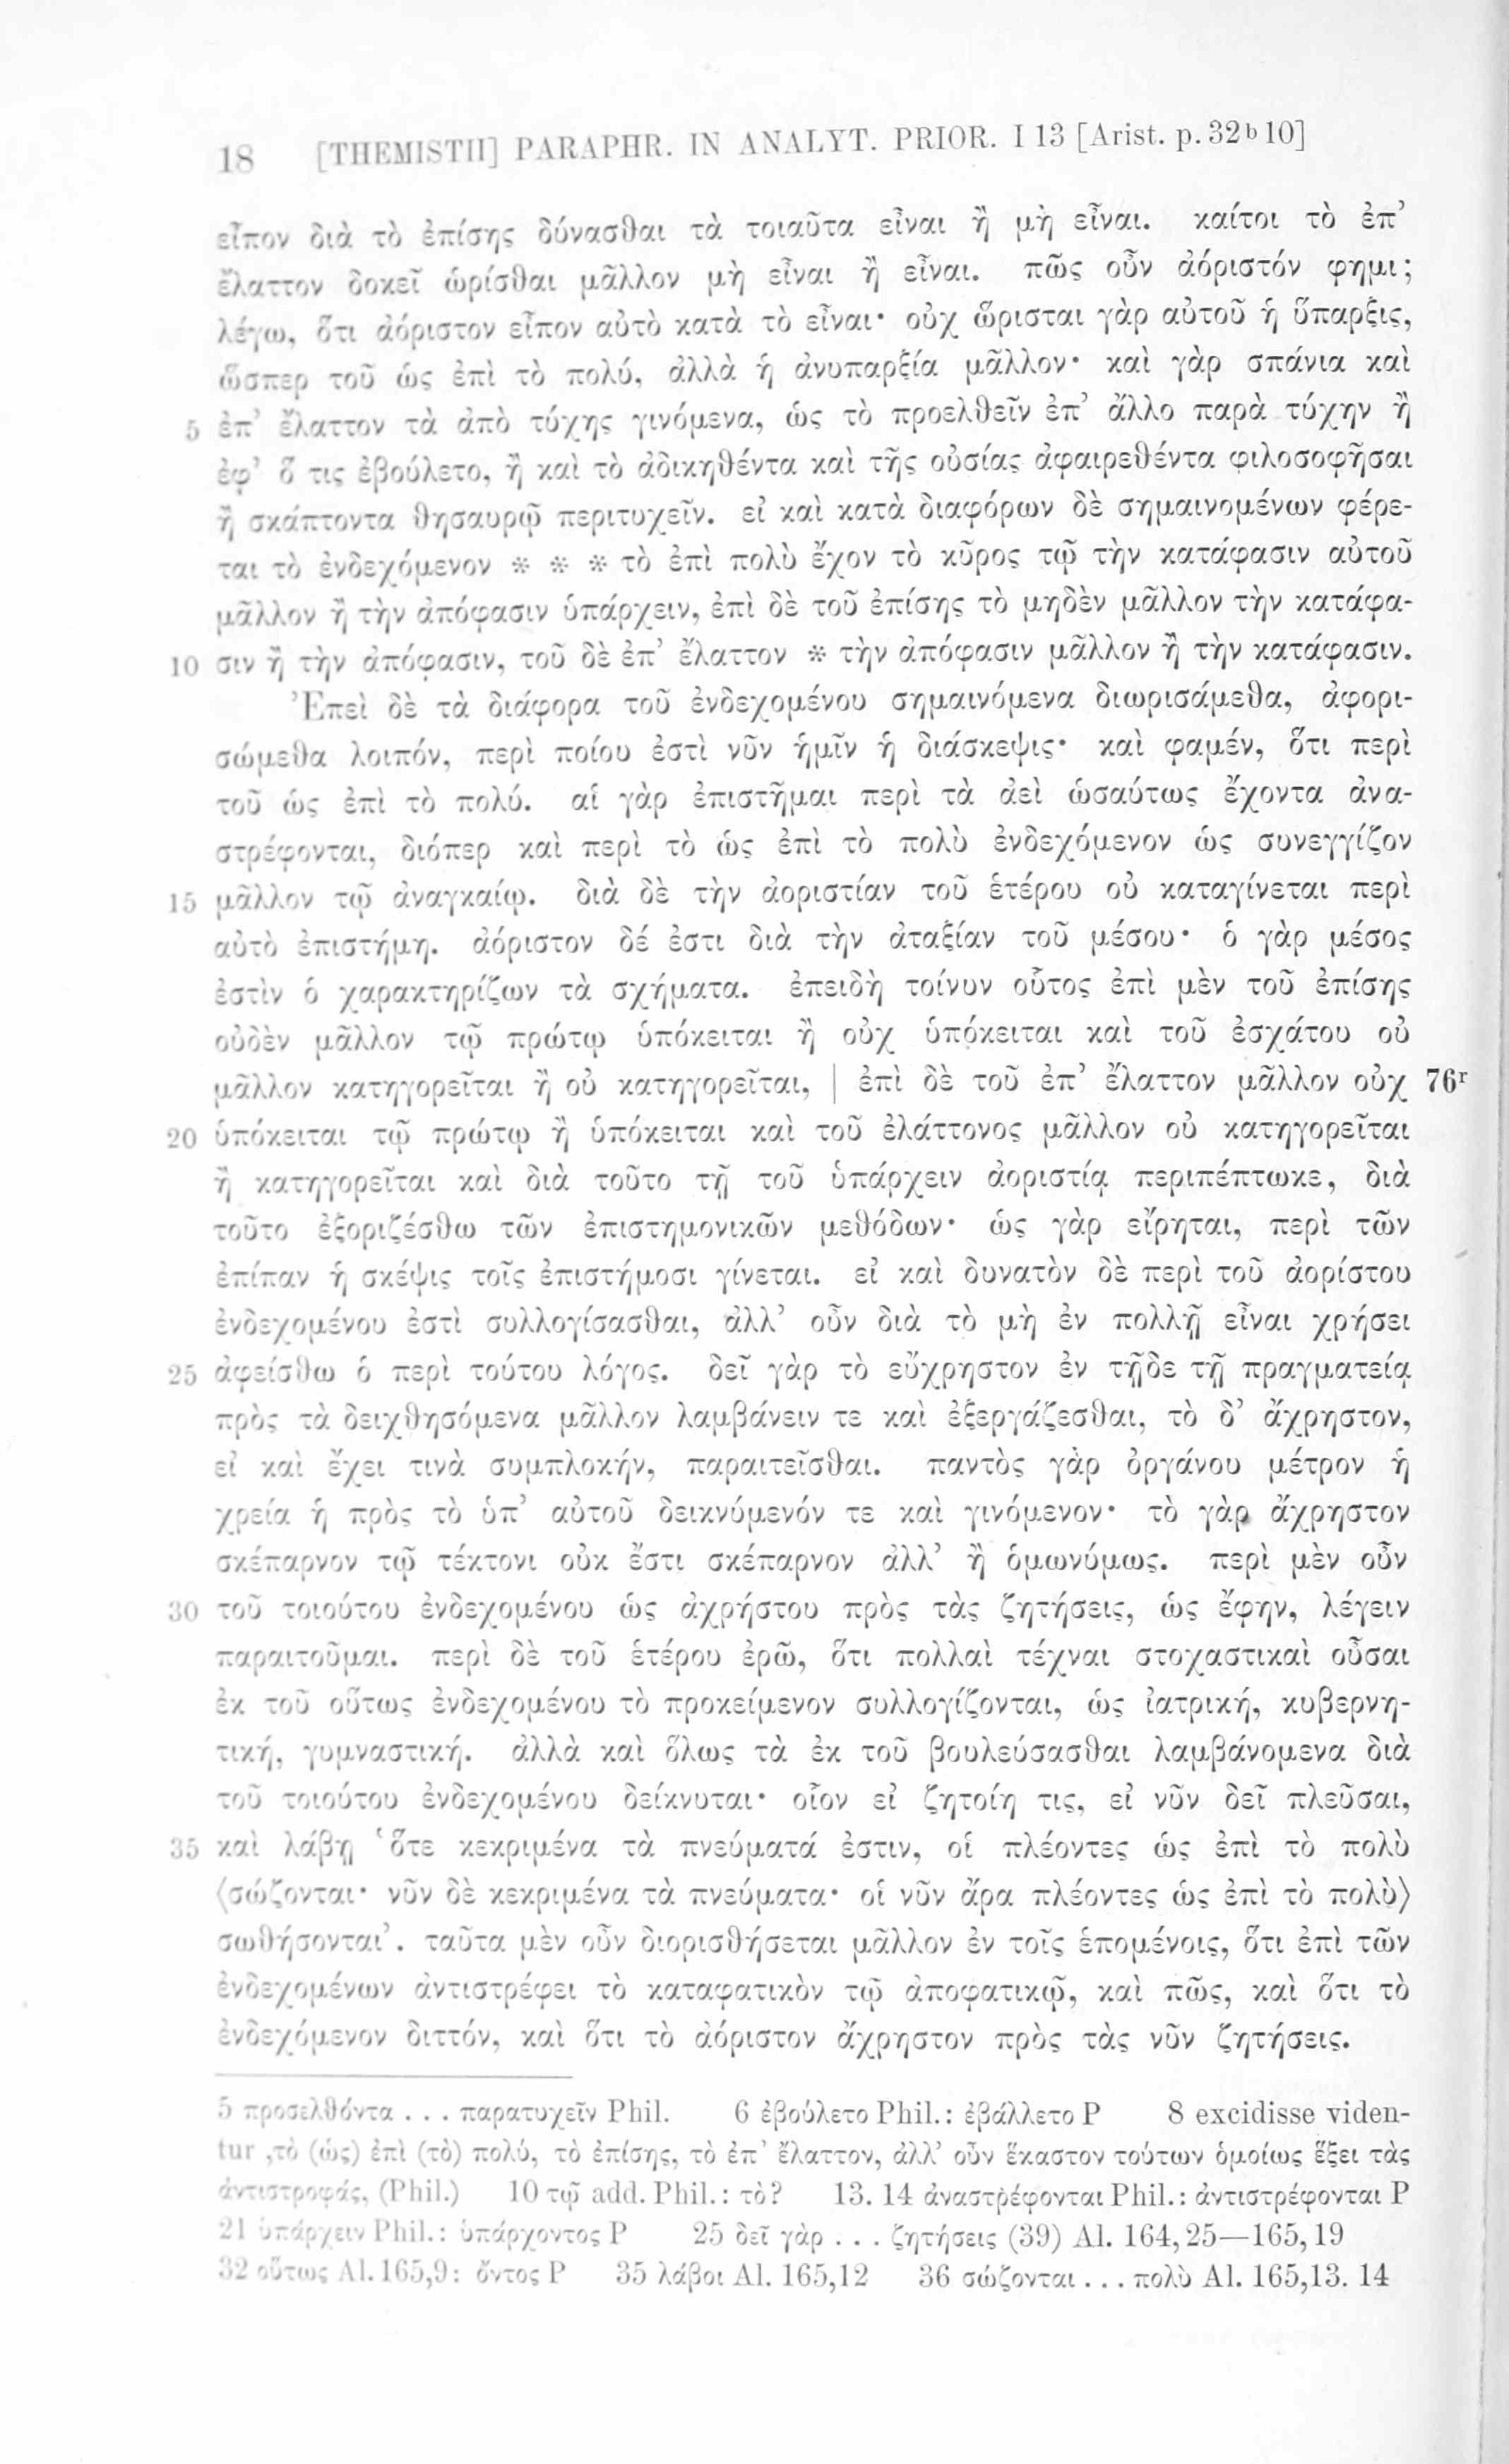 18 [THEMISTII] PARAPHR. IN ANALYT. PRIOR. I 13 [Arist. p. 32ᵇ10]
εἶπον διὰ τὸ ἐπίσης δύνασθαι τὰ τοιαῦτα εἶναι ἢ μὴ εἶναι. καίτοι τὸ ἐπ’
ἔλαττον δοκεῖ ὡρίσθαι μᾶλλον μὴ εἶναι ἢ εἶναι. πῶς οὖν ἀόριστόν φημι;
λέγω, ὅτι ἀόριστον εἶπον αὐτὸ κατὰ τὸ εἶναι· οὐχ ὥρισται γὰρ αὐτοῦ ἡ ὕπαρξις,
ὥσπερ τοῦ ὡς ἐπὶ τὸ πολύ, ἀλλὰ ἡ ἀνυπαρξία μᾶλλον· καὶ γὰρ σπάνια καὶ
5 ἐπ’ ἔλαττον τὰ ἀπὸ τύχης γινόμενα, ὡς τὸ προελθεῖν ἐπ’ ἄλλο παρὰ τύχην ἢ
ἐφ’ ὅ τις ἐβούλετο, ἢ καὶ τὸ ἀδικηθέντα καὶ τῆς οὐσίας ἀφαιρεθέντα φιλοσοφῆσαι
ἢ σκάπτοντα θησαυρῷ περιτυχεῖν. εἰ καὶ κατὰ διαφόρων δὲ σημαινομένων φέρε-
ται τὸ ἐνδεχόμενον * * * τὸ ἐπὶ πολὺ ἔχον τὸ κῦρος τῷ τὴν κατάφασιν αὐτοῦ
μᾶλλον ἢ τὴν ἀπόφασιν ὑπάρχειν, ἐπὶ δὲ τοῦ ἐπίσης τὸ μηδὲν μᾶλλον τὴν κατάφα-
10 σιν ἢ τὴν ἀπόφασιν, τοῦ δὲ ἐπ’ ἔλαττον * τὴν ἀπόφασιν μᾶλλον ἢ τὴν κατάφασιν.
Ἐπεὶ δὲ τὰ διάφορα τοῦ ἐνδεχομένου σημαινόμενα διωρισάμεθα, ἀφορι-
σώμεθα λοιπόν, περὶ ποίου ἐστὶ νῦν ἡμῖν ἡ διάσκεψις· καὶ φαμέν, ὅτι περὶ
τοῦ ὡς ἐπὶ τὸ πολύ. αἱ γὰρ ἐπιστῆμαι περὶ τὰ ἀεὶ ὡσαύτως ἔχοντα ἀνα-
στρέφονται, διόπερ καὶ περὶ τὸ ὡς ἐπὶ τὸ πολὺ ἐνδεχόμενον ὡς συνεγγίζον
15 μᾶλλον τῷ ἀναγκαίῳ. διὰ δὲ τὴν ἀοριστίαν τοῦ ἑτέρου οὐ καταγίνεται περὶ
αὐτὸ ἐπιστήμη. ἀόριστον δέ ἐστι διὰ τὴν ἀταξίαν τοῦ μέσου· ὁ γὰρ μέσος
ἐστὶν ὁ χαρακτηρίζων τὰ σχήματα. ἐπειδὴ τοίνυν οὗτος ἐπὶ μὲν τοῦ ἐπίσης
οὐδὲν μᾶλλον τῷ πρώτῳ ὑπόκειται ἢ οὐχ ὑπόκειται καὶ τοῦ ἐσχάτου οὐ
μᾶλλον κατηγορεῖται ἢ οὐ κατηγορεῖται, | ἐπὶ δὲ τοῦ ἐπ’ ἔλαττον μᾶλλον οὐχ 76ʳ
20 ὑπόκειται τῷ πρώτῳ ἢ ὑπόκειται καὶ τοῦ ἐλάττονος μᾶλλον οὐ κατηγορεῖται
ἢ κατηγορεῖται καὶ διὰ τοῦτο τῇ τοῦ ὑπάρχειν ἀοριστίᾳ περιπέπτωκε, διὰ
τοῦτο ἐξοριζέσθω τῶν ἐπιστημονικῶν μεθόδων· ὡς γὰρ εἴρηται, περὶ τῶν
ἐπίπαν ἡ σκέψις τοῖς ἐπιστήμοσι γίνεται. εἰ καὶ δυνατὸν δὲ περὶ τοῦ ἀορίστου
ἐνδεχομένου ἐστὶ συλλογίσασθαι, ἀλλ’ οὖν διὰ τὸ μὴ ἐν πολλῇ εἶναι χρήσει
25 ἀφείσθω ὁ περὶ τούτου λόγος. δεῖ γὰρ τὸ εὔχρηστον ἐν τῇδε τῇ πραγματείᾳ
πρὸς τὰ δειχθησόμενα μᾶλλον λαμβάνειν τε καὶ ἐξεργάζεσθαι, τὸ δ’ ἄχρηστον,
εἰ καὶ ἔχει τινὰ συμπλοκήν, παραιτεῖσθαι. παντὸς γὰρ ὀργάνου μέτρον ἡ
χρεία ἡ πρὸς τὸ ὑπ’ αὐτοῦ δεικνύμενόν τε καὶ γινόμενον· τὸ γὰρ ἄχρηστον
σκέπαρνον τῷ τέκτονι οὐκ ἔστι σκέπαρνον ἀλλ’ ἢ ὁμωνύμως. περὶ μὲν οὖν
30 τοῦ τοιούτου ἐνδεχομένου ὡς ἀχρήστου πρὸς τὰς ζητήσεις, ὡς ἔφην, λέγειν
παραιτοῦμαι. περὶ δὲ τοῦ ἑτέρου ἐρῶ, ὅτι πολλαὶ τέχναι στοχαστικαὶ οὖσαι
ἐκ τοῦ οὕτως ἐνδεχομένου τὸ προκείμενον συλλογίζονται, ὡς ἰατρική, κυβερνη-
τική, γυμναστική. ἀλλὰ καὶ ὅλως τὰ ἐκ τοῦ βουλεύσασθαι λαμβάνομενα διὰ
τοῦ τοιούτου ἐνδεχομένου δείκνυται· οἷον εἰ ζητοίη τις, εἰ νῦν δεῖ πλεῦσαι,
35 καὶ λάβῃ ‘ὅτε κεκριμένα τὰ πνεύματά ἐστιν, οἱ πλέοντες ὡς ἐπὶ τὸ πολὺ
⟨σώζονται· νῦν δὲ κεκριμένα τὰ πνεύματα· οἱ νῦν ἄρα πλέοντες ὡς ἐπὶ τὸ πολὺ⟩
σωθήσονται’. ταῦτα μὲν οὖν διορισθήσεται μᾶλλον ἐν τοῖς ἑπομένοις, ὅτι ἐπὶ τῶν
ἐνδεχομένων ἀντιστρέφει τὸ καταφατικὸν τῷ ἀποφατικῷ, καὶ πῶς, καὶ ὅτι τὸ
ἐνδεχόμενον διττόν, καὶ ὅτι τὸ ἀόριστον ἄχρηστον πρὸς τὰς νῦν ζητήσεις.
5 προσελθόντα . . . παρατυχεῖν Phil. 6 ἐβούλετο Phil.: ἐβάλλετο P 8 excidisse viden-
tur ‚τὸ (ὡς) ἐπὶ (τὸ) πολύ, τὸ ἐπίσης, τὸ ἐπ’ ἔλαττον, ἀλλ’ οὖν ἕκαστον τούτων ὁμοίως ἕξει τὰς
ἀντιστροφάς, (Phil.) 10 τῷ add. Phil.: τὸ? 13. 14 ἀναστρέφονται Phil.: ἀντιστρέφονται P
21 ὑπάρχειν Phil.: ὑπάρχοντος P 25 δεῖ γὰρ . . . ζητήσεις (39) Al. 164,25—165,19
32 οὕτως Al. 165,9: ὄντος P 35 λάβοι Al. 165,12 36 σώζονται . . . πολὺ Al. 165,13. 14